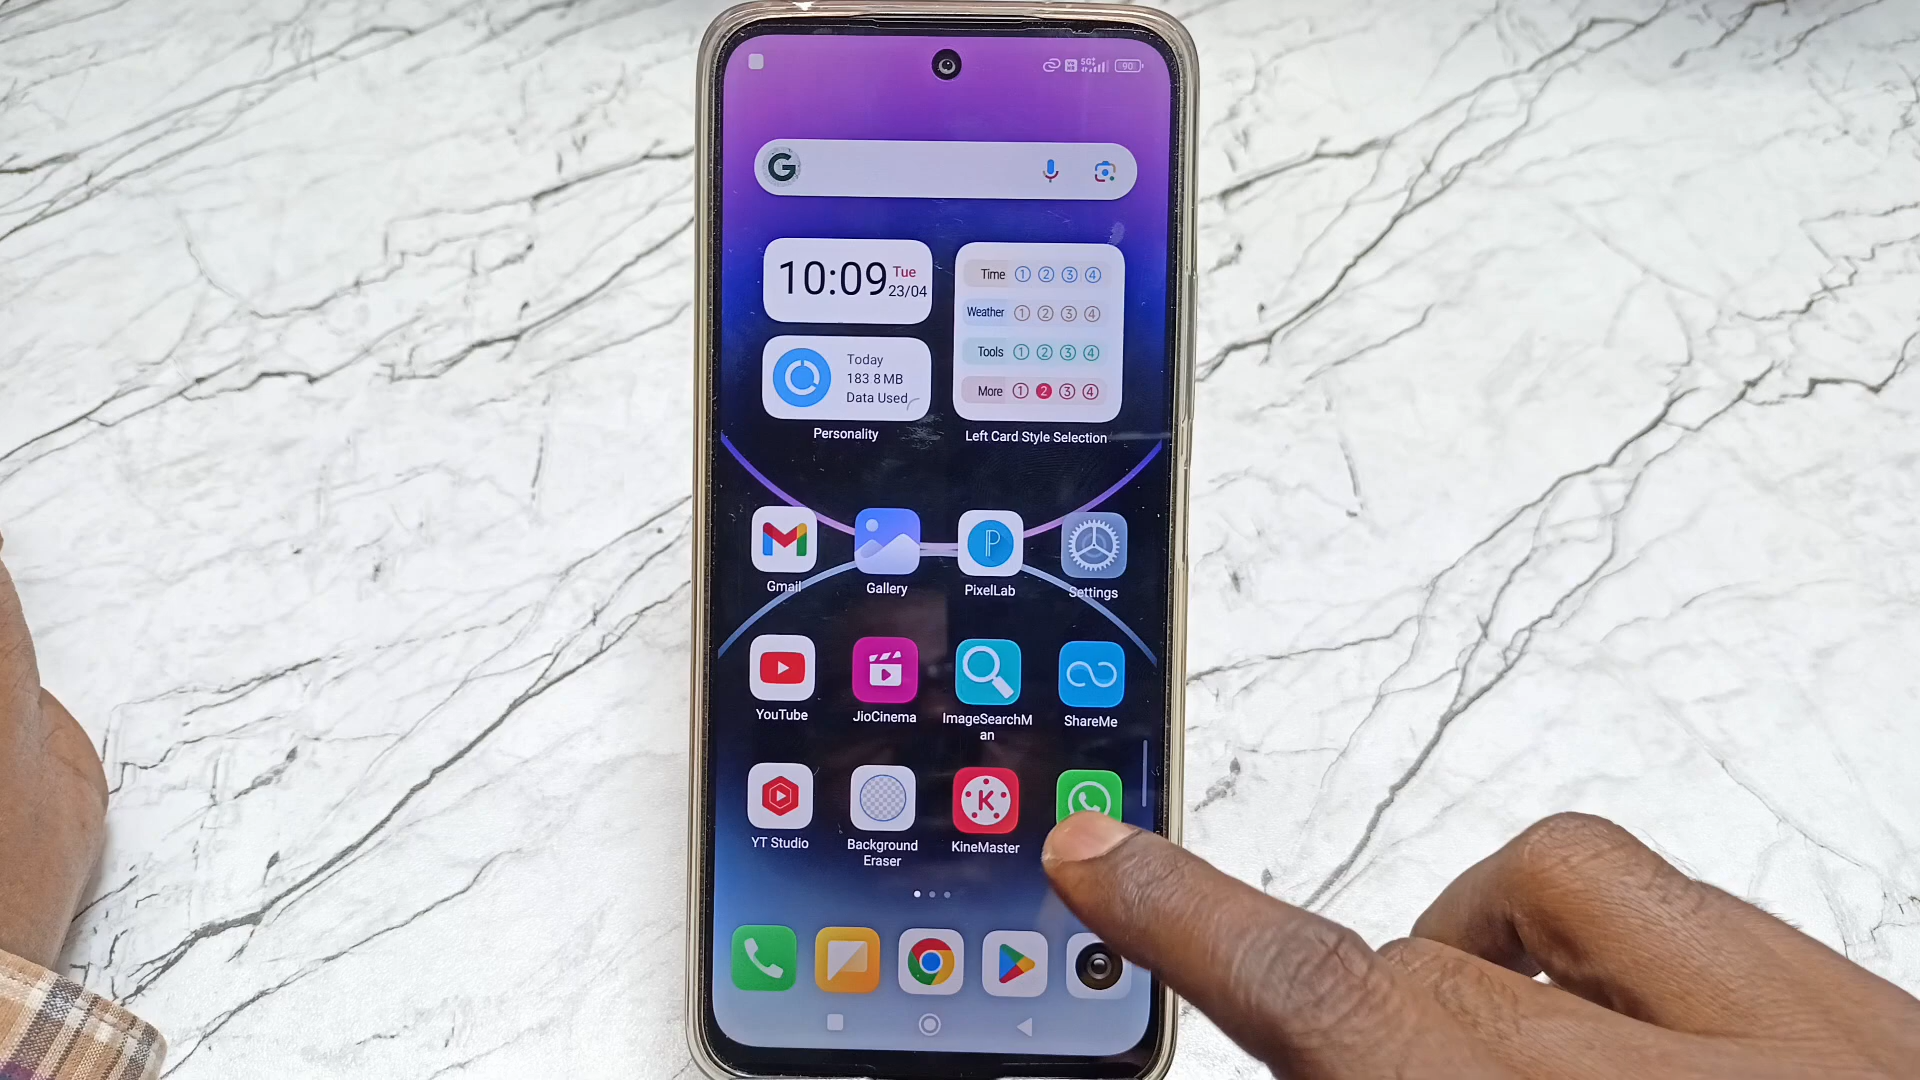 5G+
90
G
10:09
Tue
23/04
Time 1 2 3 4
Weather 1 2 3 4
Tools 1 2 3 4
More 1 2 3 4
Today
183 8 MB
Data Used
Personality
Left Card Style Selection
Gmail
Gallery
P
PixelLab
Settings
YouTube
JioCinema
ImageSearchM
an
ShareMe
YT Studio
Background
Eraser
K
KineMaster